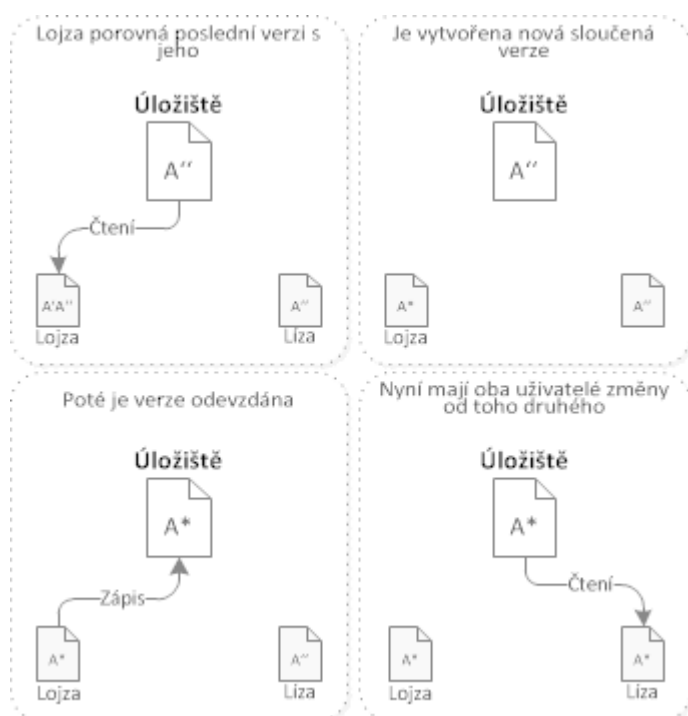 Lojza porovná poslední verzi s
jeho
Úložiště
A´´
Čtení
A'A''
Lojza
A''
Líza
Je vytvořena nová sloučená
verze
Úložiště
A´´
A*
Lojza
A''
Poté je verze odevzdána
Úložiště
A*
Zápis
A*
Lojza
A''
Líza
Nyní mají oba uživatelé změny
od toho druhého
Úložiště
A*
Čtení
A*
Lojza
A*
Líza